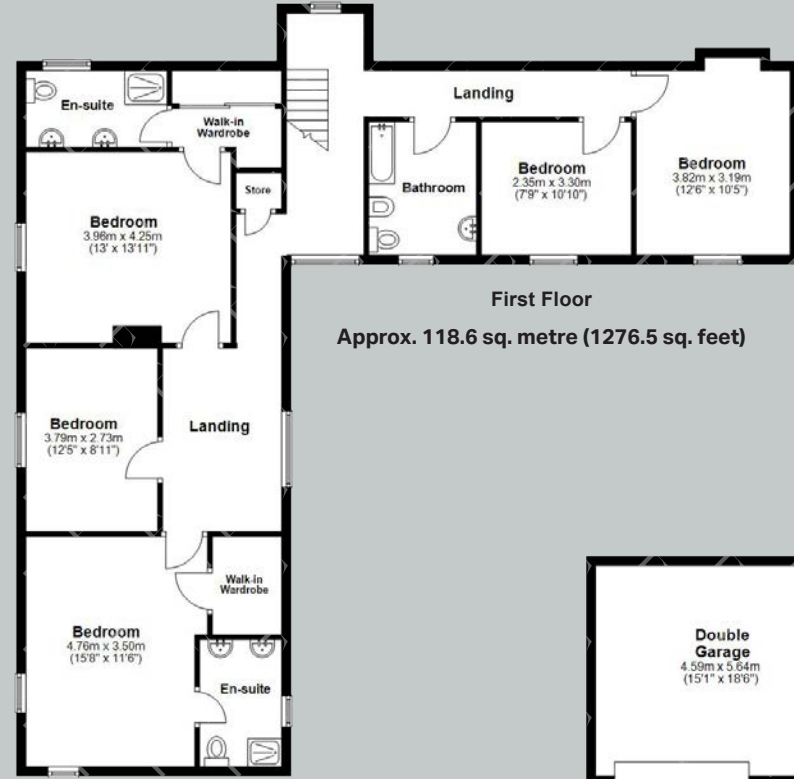 En-suite
Walk-in
Wardrobe
Landing
Bedroom
3.96m x 4.25m
(13' x 13'11")
Store
Bathroom
Bedroom
2.35m x 3.30m
(7'9" x 10'10")
Bedroom
3.82m x 3.19m
(12'6" x 10'5")
First Floor
Approx. 118.6 sq. metre (1276.5 sq. feet)
Bedroom
3.79m x 2.73m
(12'5" x 8'11")
Landing
Bedroom
4.76m x 3.50m
(15'8" x 11'6")
Walk-in
Wardrobe
En-suite
Double
Garage
4.59m x 5.64m
(15'1" x 18'6")